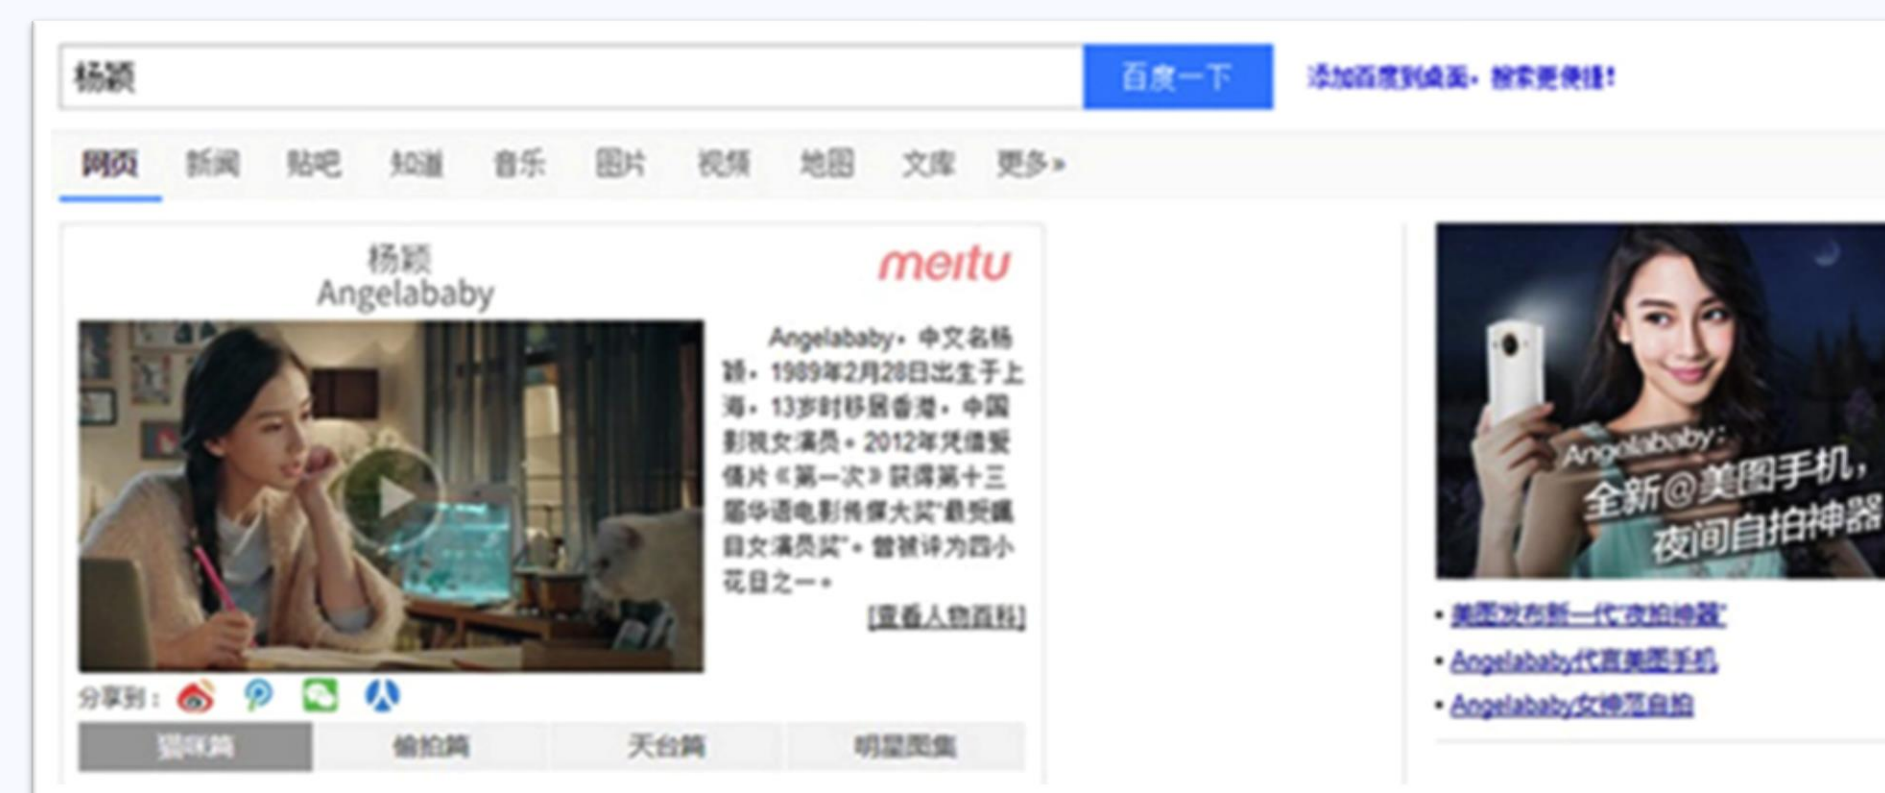 杨颖
百度一下
添加百度到桌面，搜索更便捷！
网页 新闻 贴吧 知道 音乐 图片 视频 地图 文库 更多»
杨颖
Angelababy
meitu
Angelababy，中文名杨
颖，1989年2月28日出生于上
海，13岁时移居香港，中国
影视女演员。2012年凭借爱
情片《第一次》获得第十三
届华语电影传媒大奖"最受瞩
目女演员奖"。曾被评为四小
花旦之一。
[查看人物百科]
分享到：
猫咪篇 偷拍篇 天台篇 明星图集
Angelababy：
全新@美图手机，
夜间自拍神器
• 美图发布新一代"夜拍神器"
• Angelababy代言美图手机
• Angelababy女神范自拍